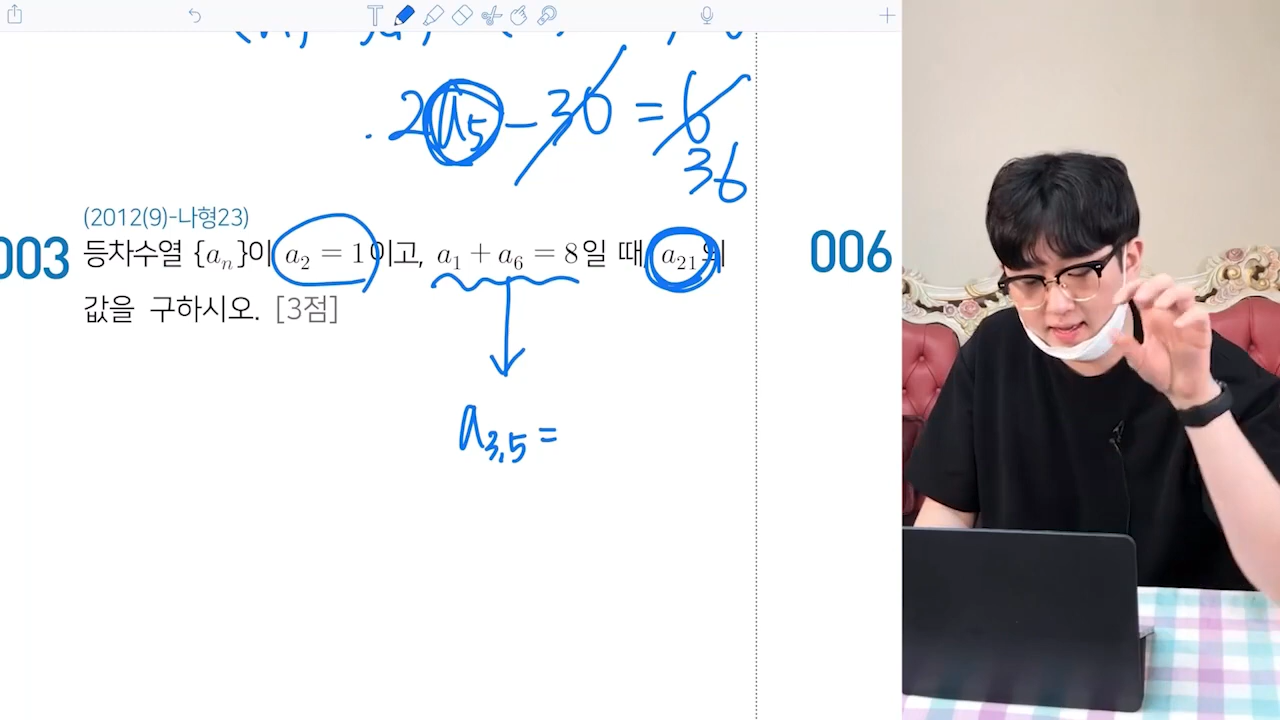 2a5 - 30 = 6
36
(2012(9)-나형23)
003 등차수열 {aₙ}이 a₂ = 1이고, a₁ + a₆ = 8일 때 a₂₁의
값을 구하시오. [3점]
006
a3.5 =